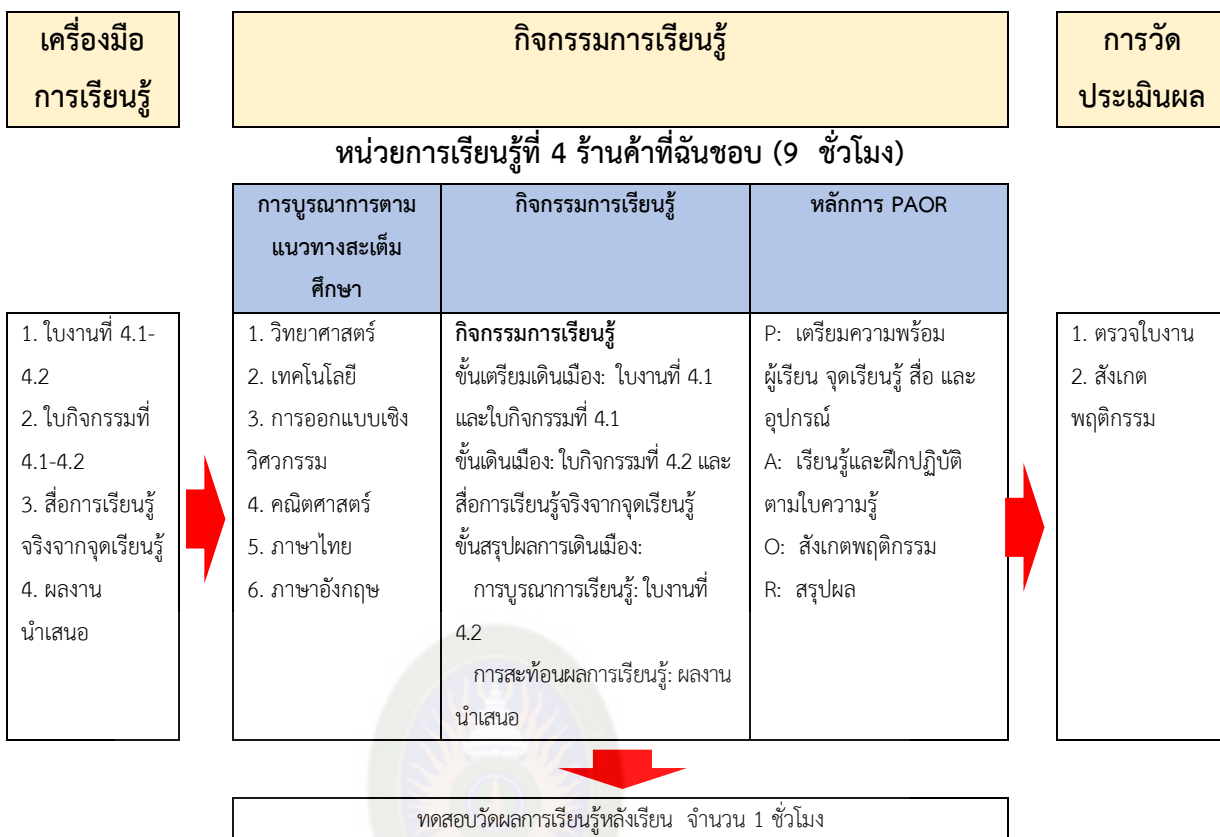 เครื่องมือ
การเรียนรู้
กิจกรรมการเรียนรู้
การวัด
ประเมินผล
หน่วยการเรียนรู้ที่ 4 ร้านค้าที่ฉันชอบ (9 ชั่วโมง)
การบูรณาการตาม
แนวทางสะเต็ม
ศึกษา
กิจกรรมการเรียนรู้
หลักการ PAOR
1. ใบงานที่ 4.1-
4.2
2. ใบกิจกรรมที่
4.1-4.2
3. สื่อการเรียนรู้
จริงจากจุดเรียนรู้
4. ผลงาน
นำเสนอ
1. วิทยาศาสตร์
2. เทคโนโลยี
3. การออกแบบเชิง
วิศวกรรม
4. คณิตศาสตร์
5. ภาษาไทย
6. ภาษาอังกฤษ
กิจกรรมการเรียนรู้
ขั้นเตรียมเดินเมือง: ใบงานที่ 4.1
และใบกิจกรรมที่ 4.1
ขั้นเดินเมือง: ใบกิจกรรมที่ 4.2 และ
สื่อการเรียนรู้จริงจากจุดเรียนรู้
ขั้นสรุปผลการเดินเมือง:
การบูรณาการเรียนรู้: ใบงานที่
4.2
การสะท้อนผลการเรียนรู้: ผลงาน
นำเสนอ
P: เตรียมความพร้อม
ผู้เรียน จุดเรียนรู้ สื่อ และ
อุปกรณ์
A: เรียนรู้และฝึกปฏิบัติ
ตามใบความรู้
O: สังเกตพฤติกรรม
R: สรุปผล
1. ตรวจใบงาน
2. สังเกต
พฤติกรรม
ทดสอบวัดผลการเรียนรู้หลังเรียน จำนวน 1 ชั่วโมง